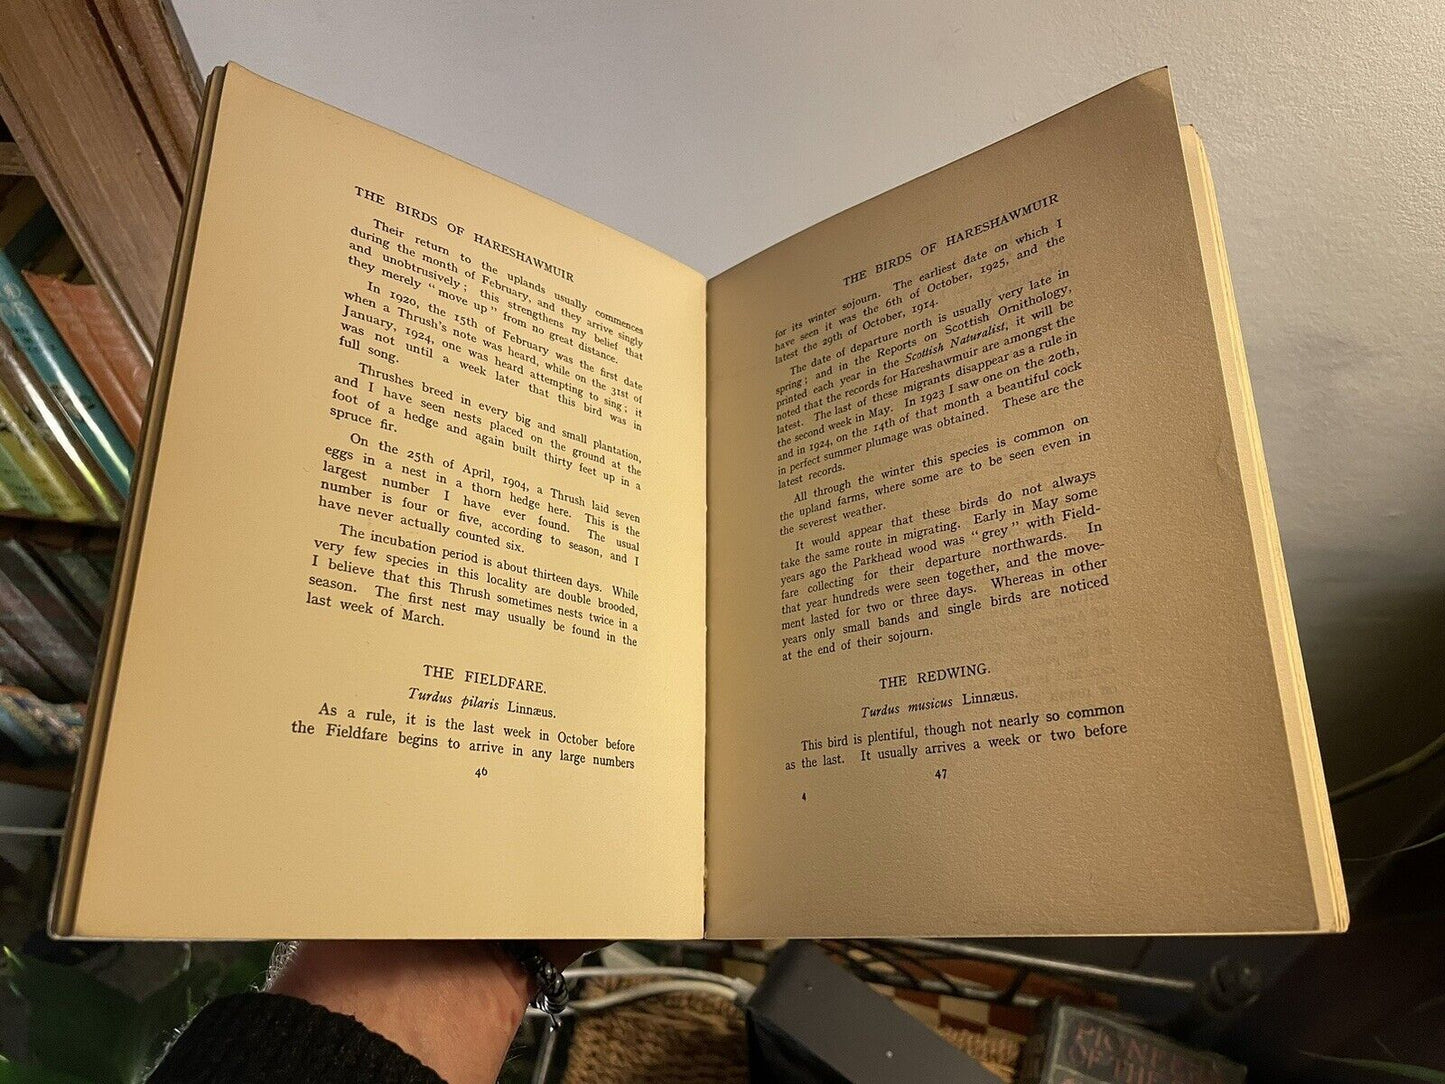 THE BIRDS OF HARESHAWMUIR
Their return to the uplands usually commences
during the month of February, and they arrive singly
and unobtrusively; this strengthens my belief that
they merely "move up" from no great distance.
In 1920, the 15th of February was the first date
when a Thrush's note was heard, while on the 31st of
January, 1924, one was heard attempting to sing; it
was not until a week later that this bird was in
full song.
Thrushes breed in every big and small plantation,
and I have seen nests placed on the ground at the
foot of a hedge and again built thirty feet up in a
spruce fir.
On the 25th of April, 1904, a Thrush laid seven
eggs in a nest in a thorn hedge here. This is the
largest number I have ever found. The usual
number is four or five, according to season, and I
have never actually counted six.
The incubation period is about thirteen days. While
very few species in this locality are double brooded,
I believe that this Thrush sometimes nests twice in a
season. The first nest may usually be found in the
last week of March.
THE FIELDFARE.
Turdus pilaris Linnæus.
As a rule, it is the last week in October before
the Fieldfare begins to arrive in any large numbers
46
THE BIRDS OF HARESHAWMUIR
for its winter sojourn. The earliest date on which I
have seen it was the 6th of October, 1925, and the
latest the 29th of October, 1914.
The date of departure north is usually very late in
spring; and in the Reports on Scottish Ornithology,
printed each year in the Scottish Naturalist, it will be
noted that the records for Hareshawmuir are amongst the
latest. The last of these migrants disappear as a rule in
the second week in May. In 1923 I saw one on the 20th,
and in 1924, on the 14th of that month a beautiful cock
in perfect summer plumage was obtained. These are the
latest records.
All through the winter this species is common on
the upland farms, where some are to be seen even in
the severest weather.
It would appear that these birds do not always
take the same route in migrating. Early in May some
years ago the Parkhead wood was "grey" with Field-
fare collecting for their departure northwards. In
that year hundreds were seen together, and the move-
ment lasted for two or three days. Whereas in other
years only small bands and single birds are noticed
at the end of their sojourn.
THE REDWING.
Turdus musicus Linnæus.
This bird is plentiful, though not nearly so common
as the last. It usually arrives a week or two before
47
4
PIONEERS
OF THE